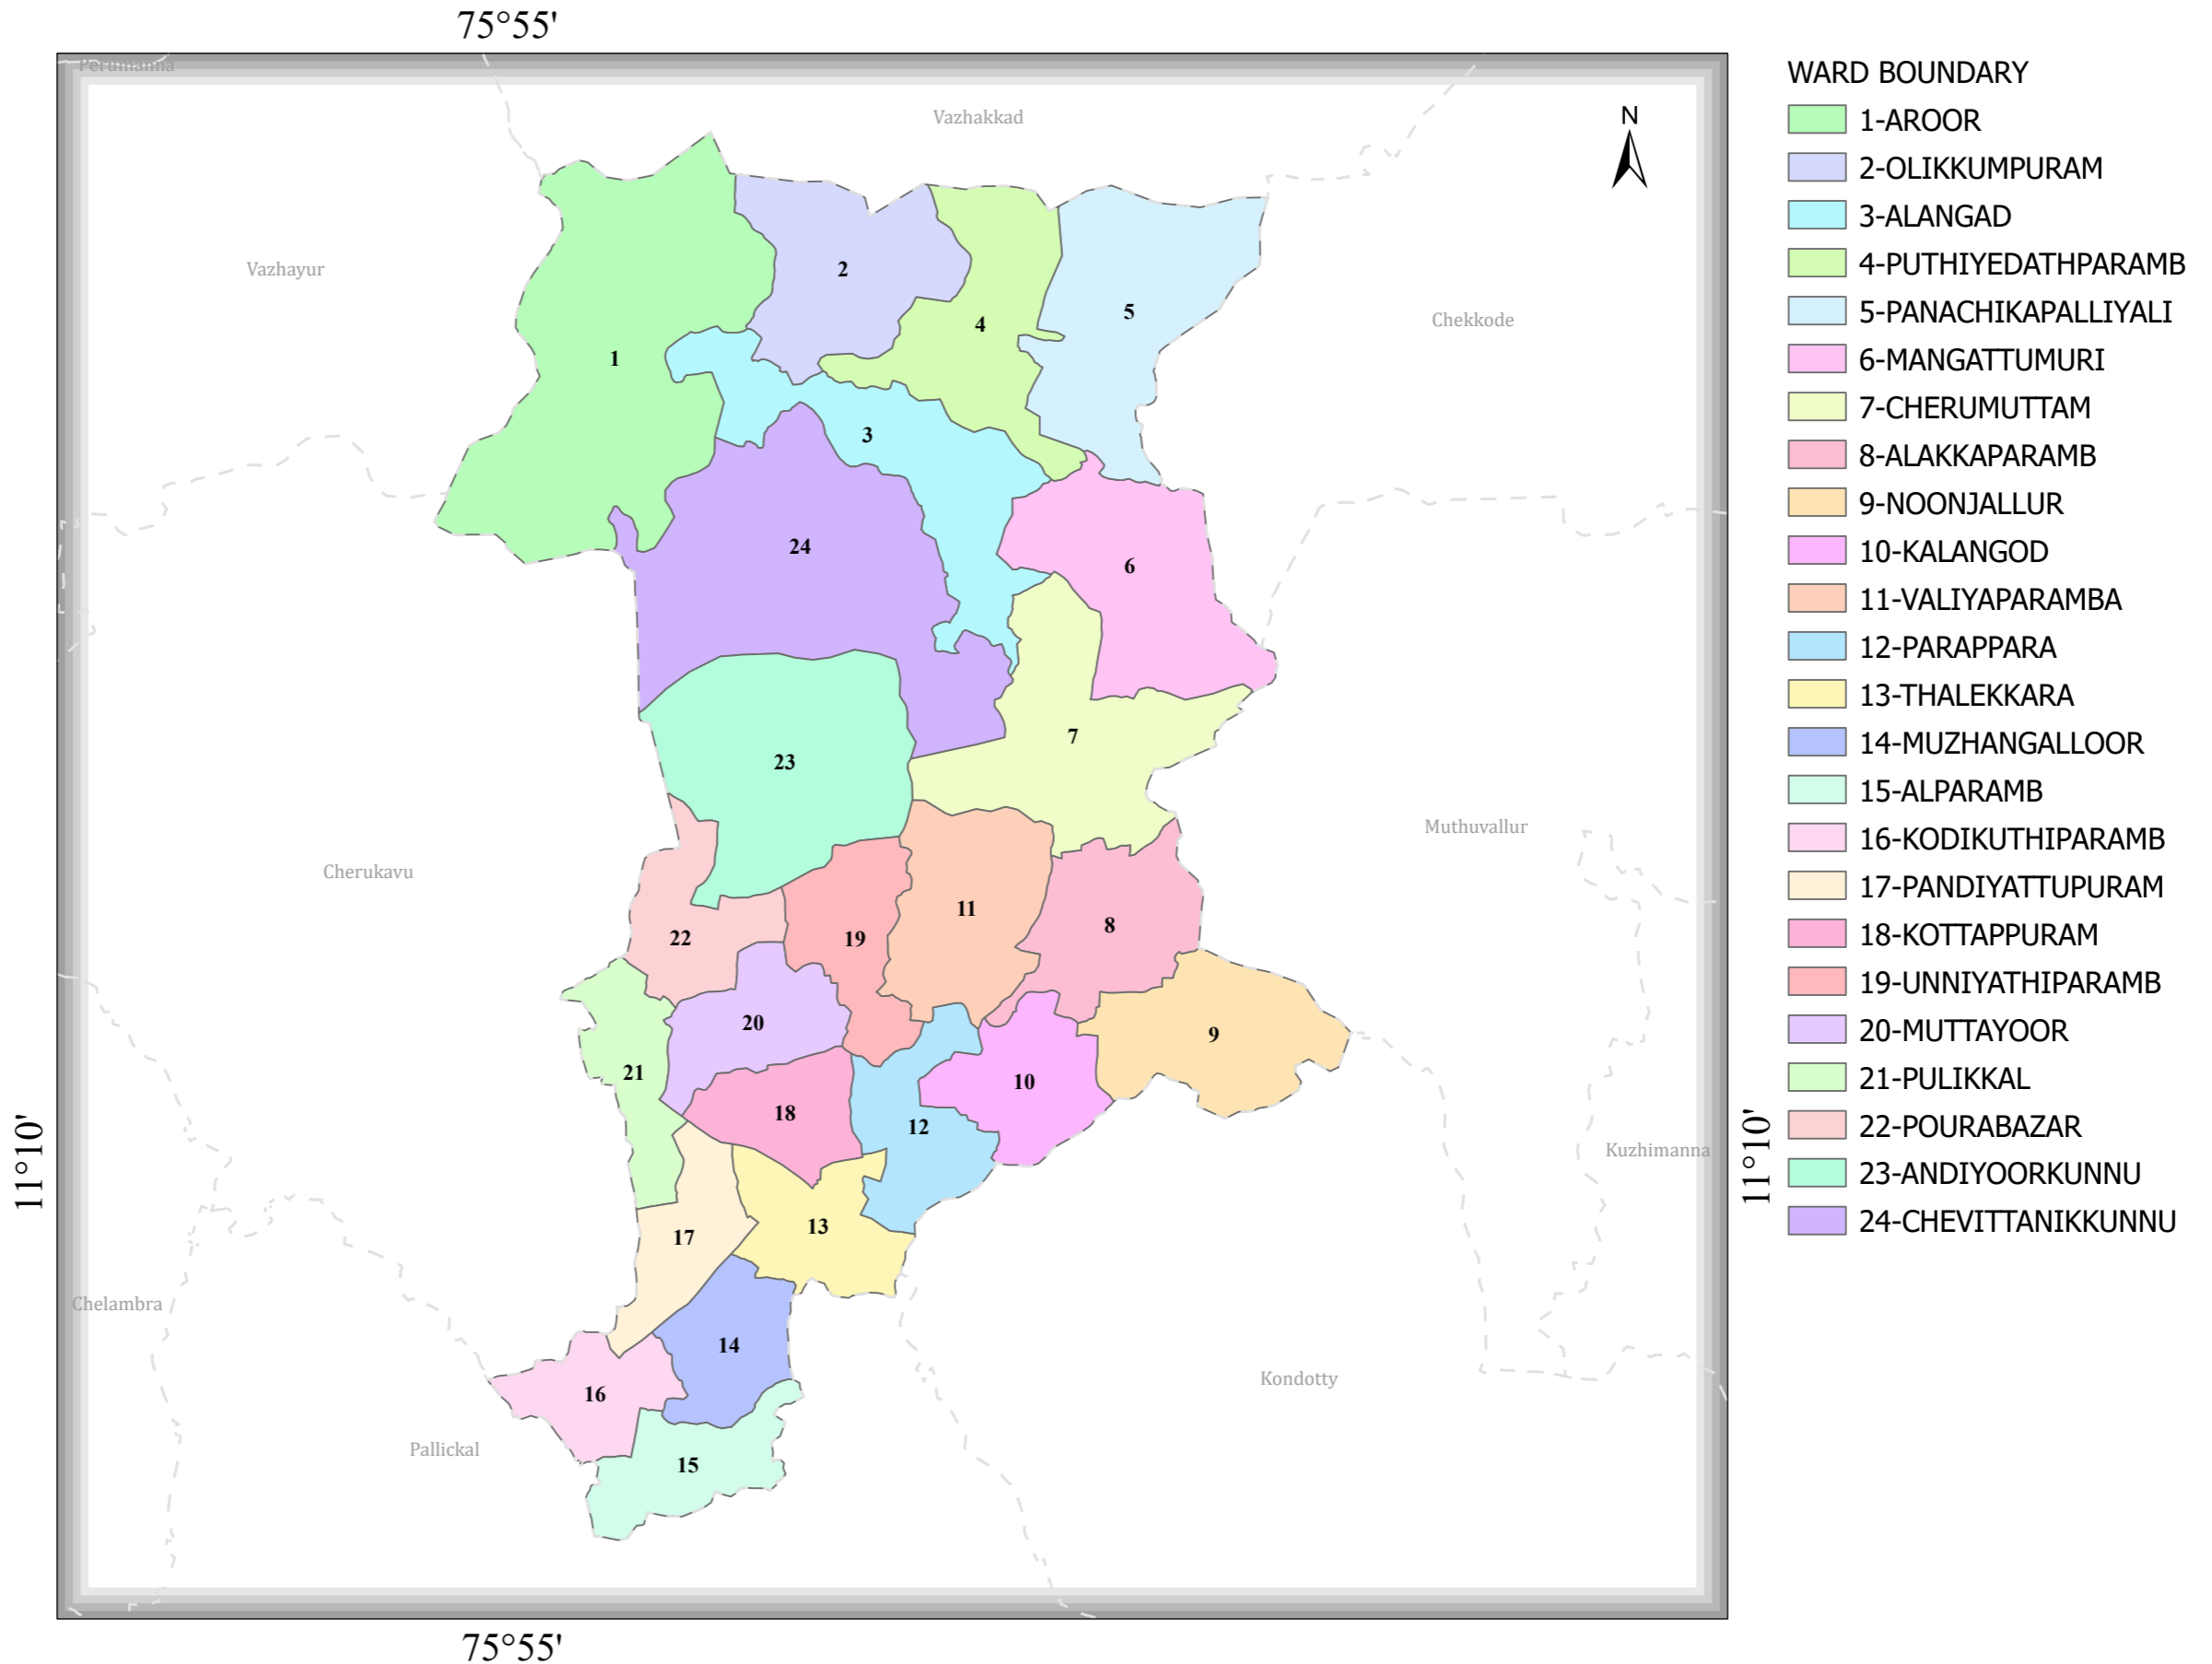 75°55'
Perumanna
Vazhakkad
N
Vazhayur
Chekkode
2
5
4
1
3
24
6
7
23
Muthuvallur
Cherukavu
11
8
22
19
20
9
21
10
18
12
11°10'
11°10'
Kuzhimanna
13
17
Chelambra
14
Kondotty
16
Pallickal
15
75°55'
WARD BOUNDARY
1-AROOR
2-OLIKKUMPURAM
3-ALANGAD
4-PUTHIYEDATHPARAMB
5-PANACHIKAPALLIYALI
6-MANGATTUMURI
7-CHERUMUTTAM
8-ALAKKAPARAMB
9-NOONJALLUR
10-KALANGOD
11-VALIYAPARAMBA
12-PARAPPARA
13-THALEKKARA
14-MUZHANGALLOOR
15-ALPARAMB
16-KODIKUTHIPARAMB
17-PANDIYATTUPURAM
18-KOTTAPPURAM
19-UNNIYATHIPARAMB
20-MUTTAYOOR
21-PULIKKAL
22-POURABAZAR
23-ANDIYOORKUNNU
24-CHEVITTANIKKUNNU